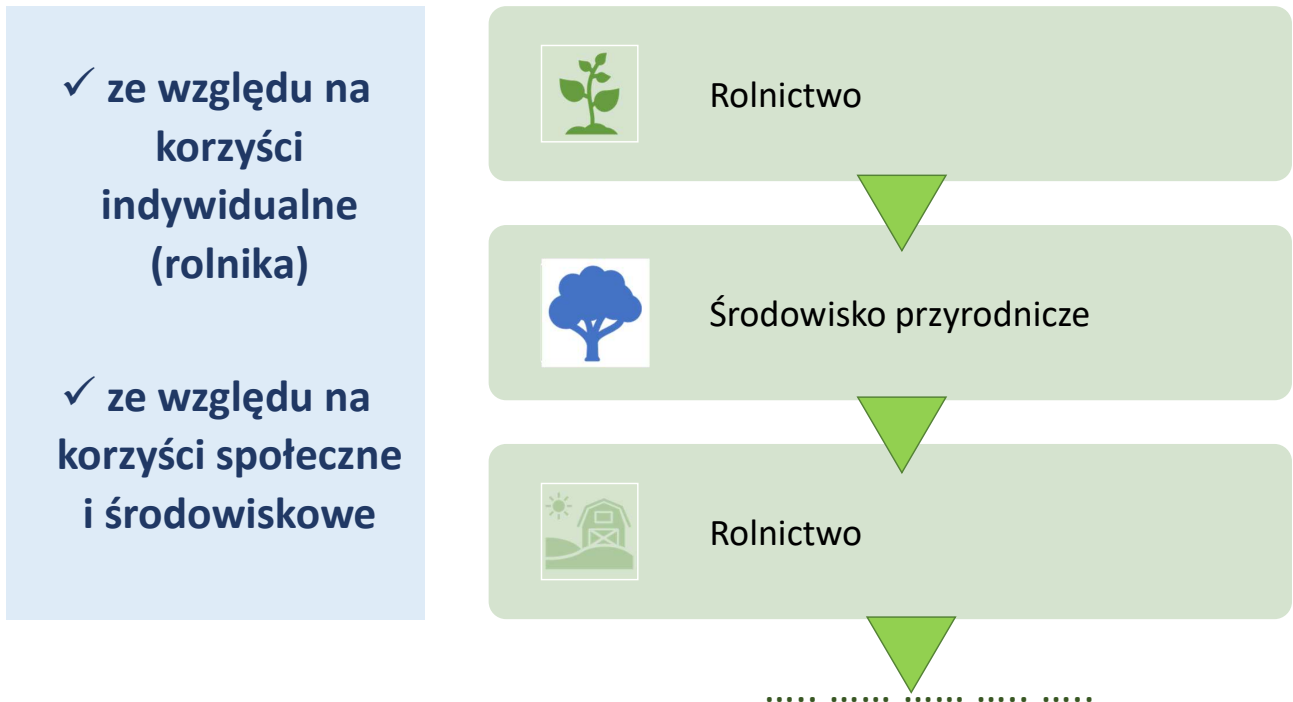 ✓ ze względu na
korzyści
indywidualne
(rolnika)
✓ ze względu na
korzyści społeczne
i środowiskowe
Rolnictwo
Środowisko przyrodnicze
Rolnictwo
..... ...... ...... ..... .....